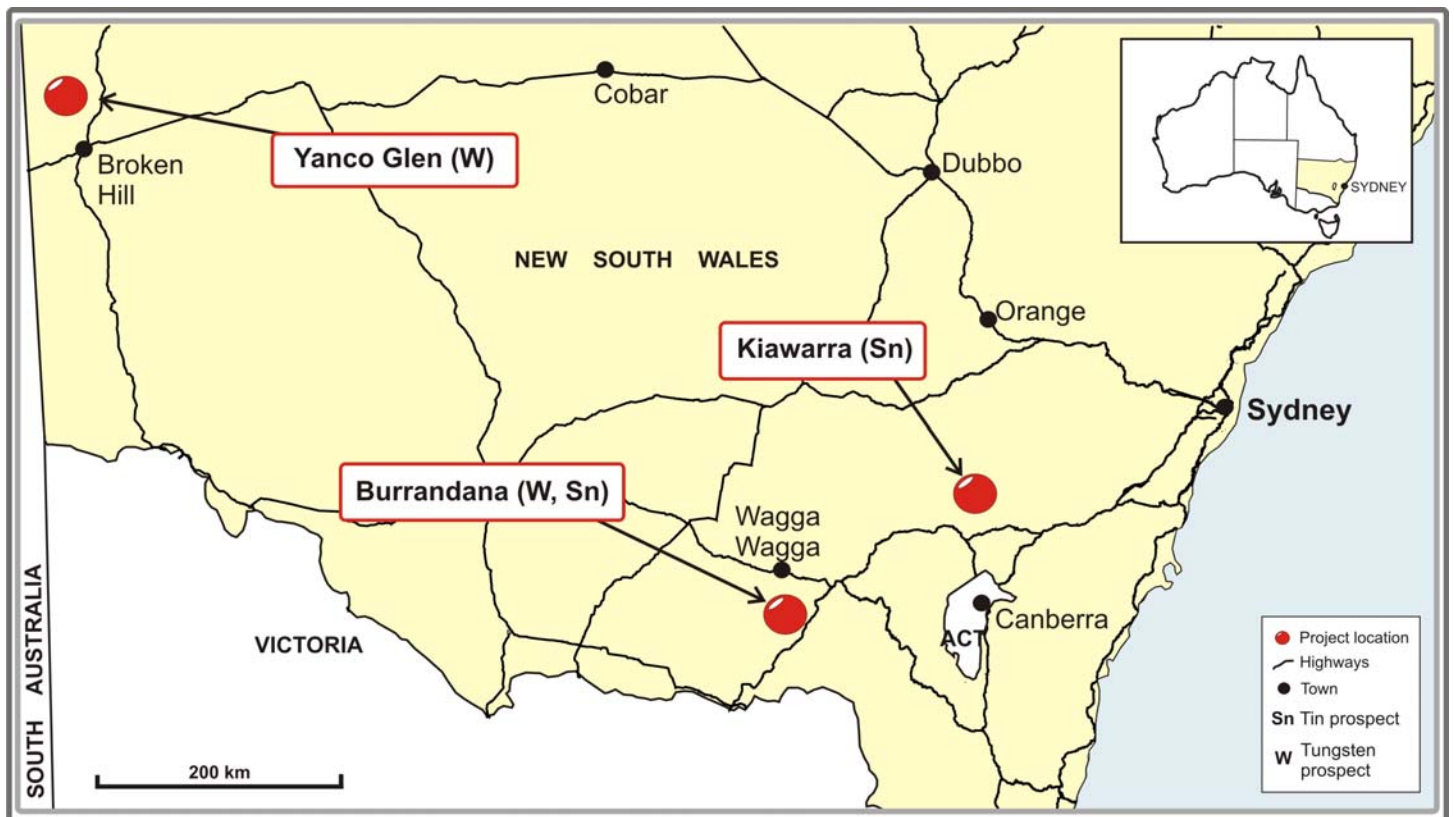 Cobar
Yanco Glen (W)
Broken
Hill
Dubbo
SYDNEY
NEW SOUTH WALES
Orange
Kiawarra (Sn)
Sydney
Burrandana (W, Sn)
Wagga
Wagga
Canberra
ACT
VICTORIA
SOUTH AUSTRALIA
200 km
Project location
Highways
Town
Sn Tin prospect
W Tungsten
prospect